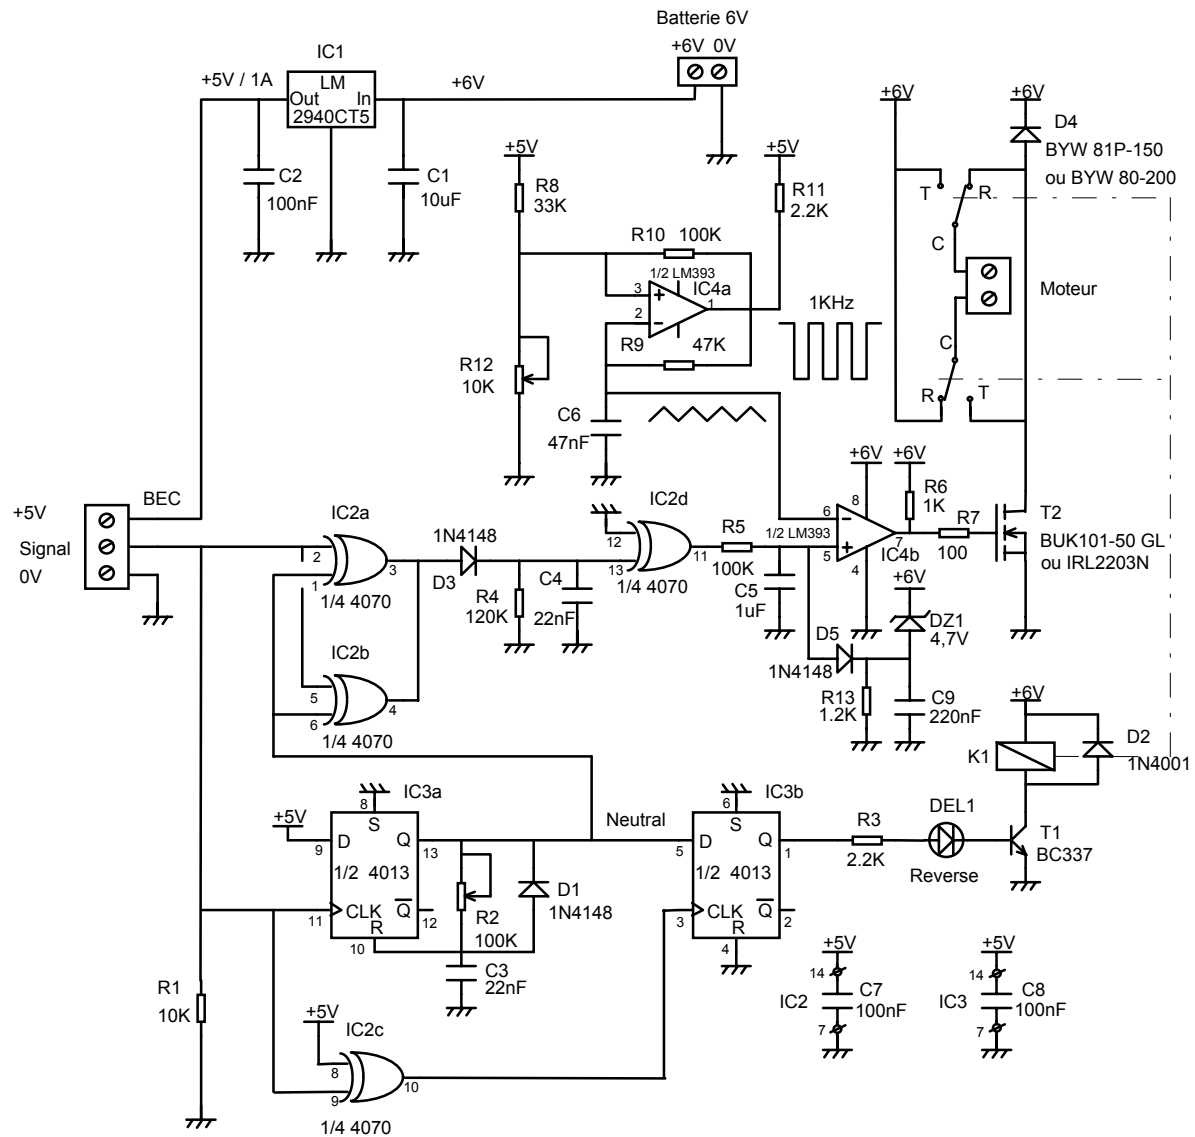 Batterie 6V
+6V 0V
IC1
+5V / 1A
LM
Out In
2940CT5
+6V
C2
100nF
C1
10uF
+5V
R8
33K
+5V
R11
2.2K
R10 100K
1/2 LM393
IC4a
3
+
2
−
1
R9 47K
R12
10K
1KHz
C6
47nF
+6V
+6V
D4
BYW 81P-150
ou BYW 80-200
T
R
C
Moteur
C
R
T
+6V
+6V
R6
1K
8
6
−
1/2 LM393
5
+
7
IC4b
4
R7
100
T2
BUK101-50 GL
ou IRL2203N
+5V
Signal
0V
BEC
IC2a
2
1
3
1/4 4070
1N4148
D3
R4
120K
C4
22nF
IC2d
12
13
11
1/4 4070
R5
100K
C5
1uF
+6V
DZ1
4,7V
D5
1N4148
R13
1.2K
C9
220nF
IC2b
5
6
4
1/4 4070
+6V
K1
D2
1N4001
IC3a
8
S
+5V
D Q
9
13
1/2 4013
CLK Q
11
12
R
10
R2
100K
D1
1N4148
C3
22nF
Neutral
IC3b
6
S
D Q
5
1
1/2 4013
CLK Q
3
2
R
4
R3
2.2K
DEL1
Reverse
T1
BC337
R1
10K
+5V
IC2c
8
9
10
1/4 4070
+5V
14
IC2
C7
100nF
7
+5V
14
IC3
C8
100nF
7